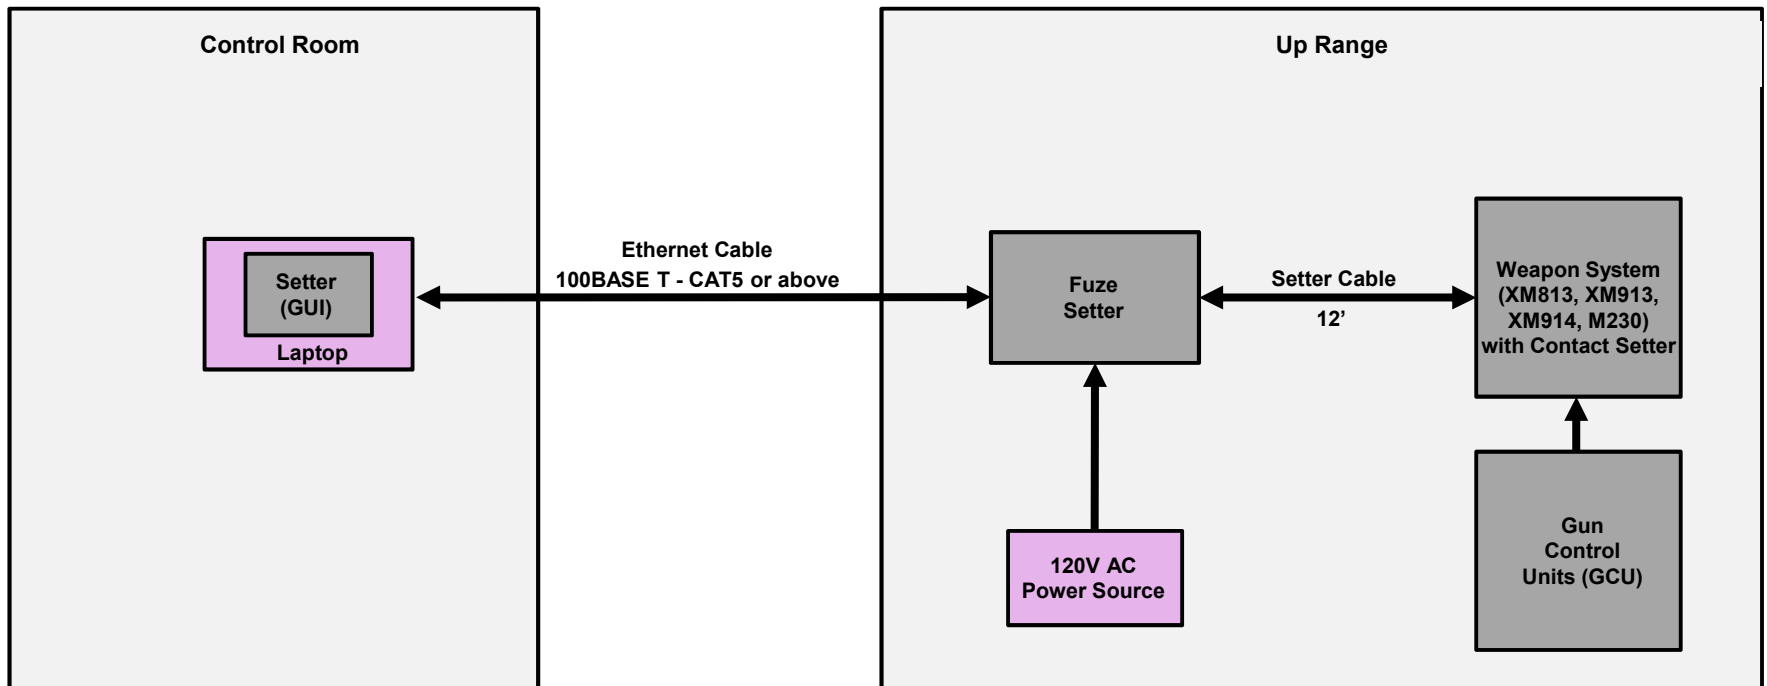 Control Room
Up Range
Ethernet Cable
100BASE T - CAT5 or above
Setter
(GUI)
Laptop
Fuze
Setter
Setter Cable
12’
Weapon System
(XM813, XM913,
XM914, M230)
with Contact Setter
120V AC
Power Source
Gun
Control
Units (GCU)